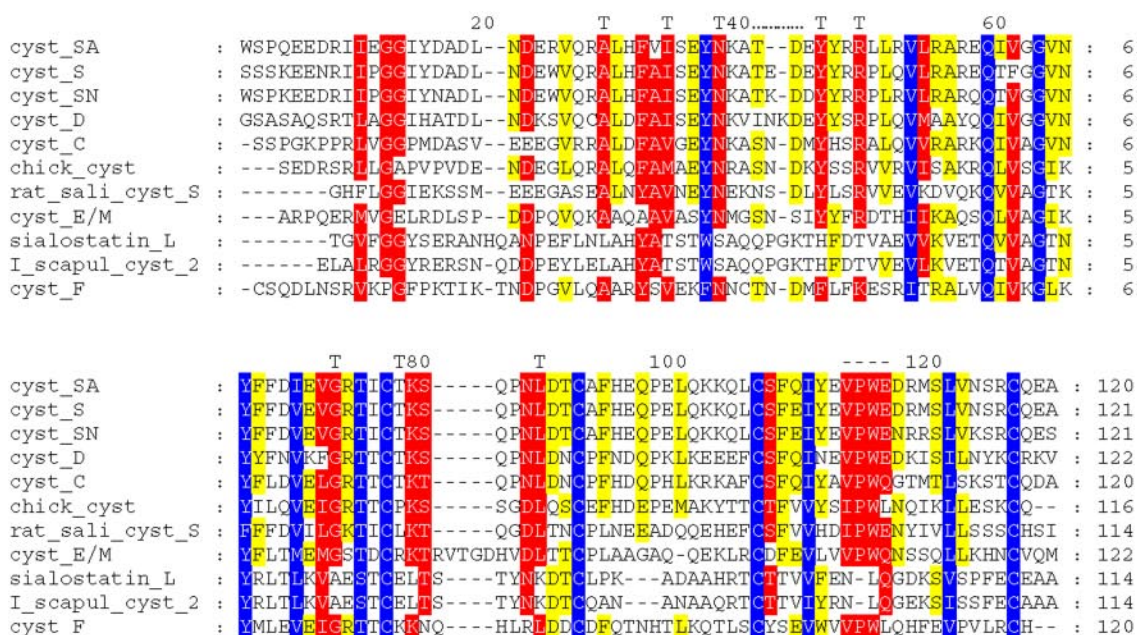 20 T T T40......... T T 60
cyst_SA : WSPQEEDRIIEGGIYDADL--NDERVQRALHFVISEYNKAT--DEYYRRLLRVLRAREQIVGGVN : 6
cyst_S : SSSKEENRIIPGGIYDADL--NDEWVQRALHFAISEYNKATE-DEYYRRPLQVLRAREQTFGGVN : 6
cyst_SN : WSPKEEDRIIPGGIYNADL--NDEWVQRALHFAISEYNKATK-DDYYRRPLRVLRARQQTVGGVN : 6
cyst_D : GSASAQSRTLAGGIHATDL--NDKSVQCALDFAISEYNKVINKDEYYSRPLQVMAAYQQIVGGVN : 6
cyst_C : -SSPGKPPRLVGGPMDASV--EEEGVRRALDFAVGEYNKASN-DMYHSRALQVVRARKQIVAGVN : 6
chick_cyst : ---SEDRSRLLGAPVPVDE--NDEGLQRALQFAMAEYNRASN-DKYSSRVVRVISAKRQLVSGIK : 5
rat_sali_cyst_S : -------GHFLGGIEKSSM--EEEGASEALNYAVNEYNEKNS-DLYLSRVVEVKDVQKQVVAGTK : 5
cyst_E/M : ---ARPQERMVGELRDLSP--DDPQVQKAAQAAVASYNMGSN-SIYYFRDTHIIKAQSQLVAGIK : 6
sialostatin_L : -------TGVFGGYSERANHQANPEFLNLAHYATSTWSAQQPGKTHFDTVAEVVKVETQVVAGTN : 5
I_scapul_cyst_2 : ------ELALRGGYRERSN-QDDPEYLELAHYATSTWSAQQPGKTHFDTVVEVLKVETQTVAGTN : 5
cyst_F : -CSQDLNSRVKPGFPKTIK-TNDPGVLQAARYSVEKFNNCTN-DMFLFKESRITRALVQIVKGLK : 6
T T80 T 100 ---- 120
cyst_SA : YFFDIEVGRTICTKS-----QPNLDTCAFHEQPELQKKQLCSFQIYEVPWEDRMSLVNSRCQEA : 120
cyst_S : YFFDVEVGRTICTKS-----QPNLDTCAFHEQPELQKKQLCSFEIYEVPWEDRMSLVNSRCQEA : 121
cyst_SN : YFFDVEVGRTICTKS-----QPNLDTCAFHEQPELQKKQLCSFEIYEVPWENRRSLVKSRCQES : 121
cyst_D : YYFNVKFGRTTCTKS-----QPNLDNCPFNDQPKLKEEEFCSFQINEVPWEDKISILNYKCRKV : 122
cyst_C : YFLDVELGRTTCTKT-----QPNLDNCPFHDQPHLKRKAFCSFQIYAVPWQGTMTLSKSTCQDA : 120
chick_cyst : YILQVEIGRTTCPKS-----SGDLQSCEFHDEPEMAKYTTCTFVVYSIPWLNQIKLLESKCQ-- : 116
rat_sali_cyst_S : FFFDVILGKTICLKT-----QGDLTNCPLNEEADQQEHEFCSFVVHDIPWENYIVLLSSSCHSI : 114
cyst_E/M : YFLTMEMGSTDCRKTRVTGDHVDLTTCPLAAGAQ-QEKLRCDFEVLVVPWQNSSQLLKHNCVQM : 122
sialostatin_L : YRLTLKVAESTCELTS----TYNKDTCLPK---ADAAHRTCTTVVFEN-LQGDKSVSPFECEAA : 114
I_scapul_cyst_2 : YRLTLKVAESTCELTS----TYNKDTCQAN---ANAAQRTCTTVIYRN-LQGEKSISSFECAAA : 114
cyst_F : YMLEVEIGRTTCKKNQ----HLRLDDCDFQTNHTLKQTLSCYSEVWVVPWLQHFEVPVLRCH-- : 120